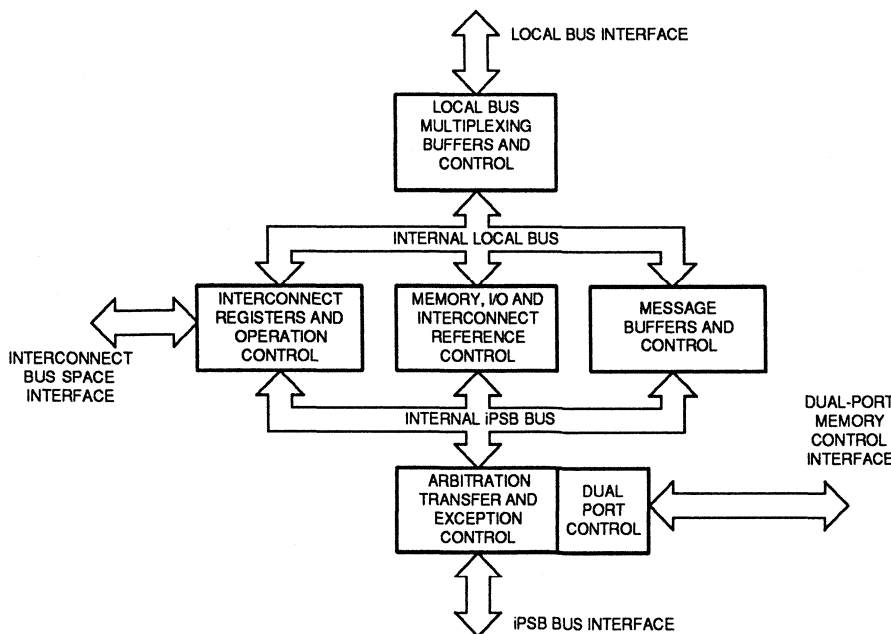 LOCAL BUS INTERFACE
LOCAL BUS
MULTIPLEXING
BUFFERS AND
CONTROL
INTERNAL LOCAL BUS
INTERCONNECT
REGISTERS AND
OPERATION
CONTROL
MEMORY, I/O AND
INTERCONNECT
REFERENCE
CONTROL
MESSAGE
BUFFERS AND
CONTROL
INTERCONNECT
BUS SPACE
INTERFACE
INTERNAL iPSB BUS
DUAL-PORT
MEMORY
CONTROL
INTERFACE
ARBITRATION
TRANSFER AND
EXCEPTION
CONTROL
DUAL
PORT
CONTROL
iPSB BUS INTERFACE